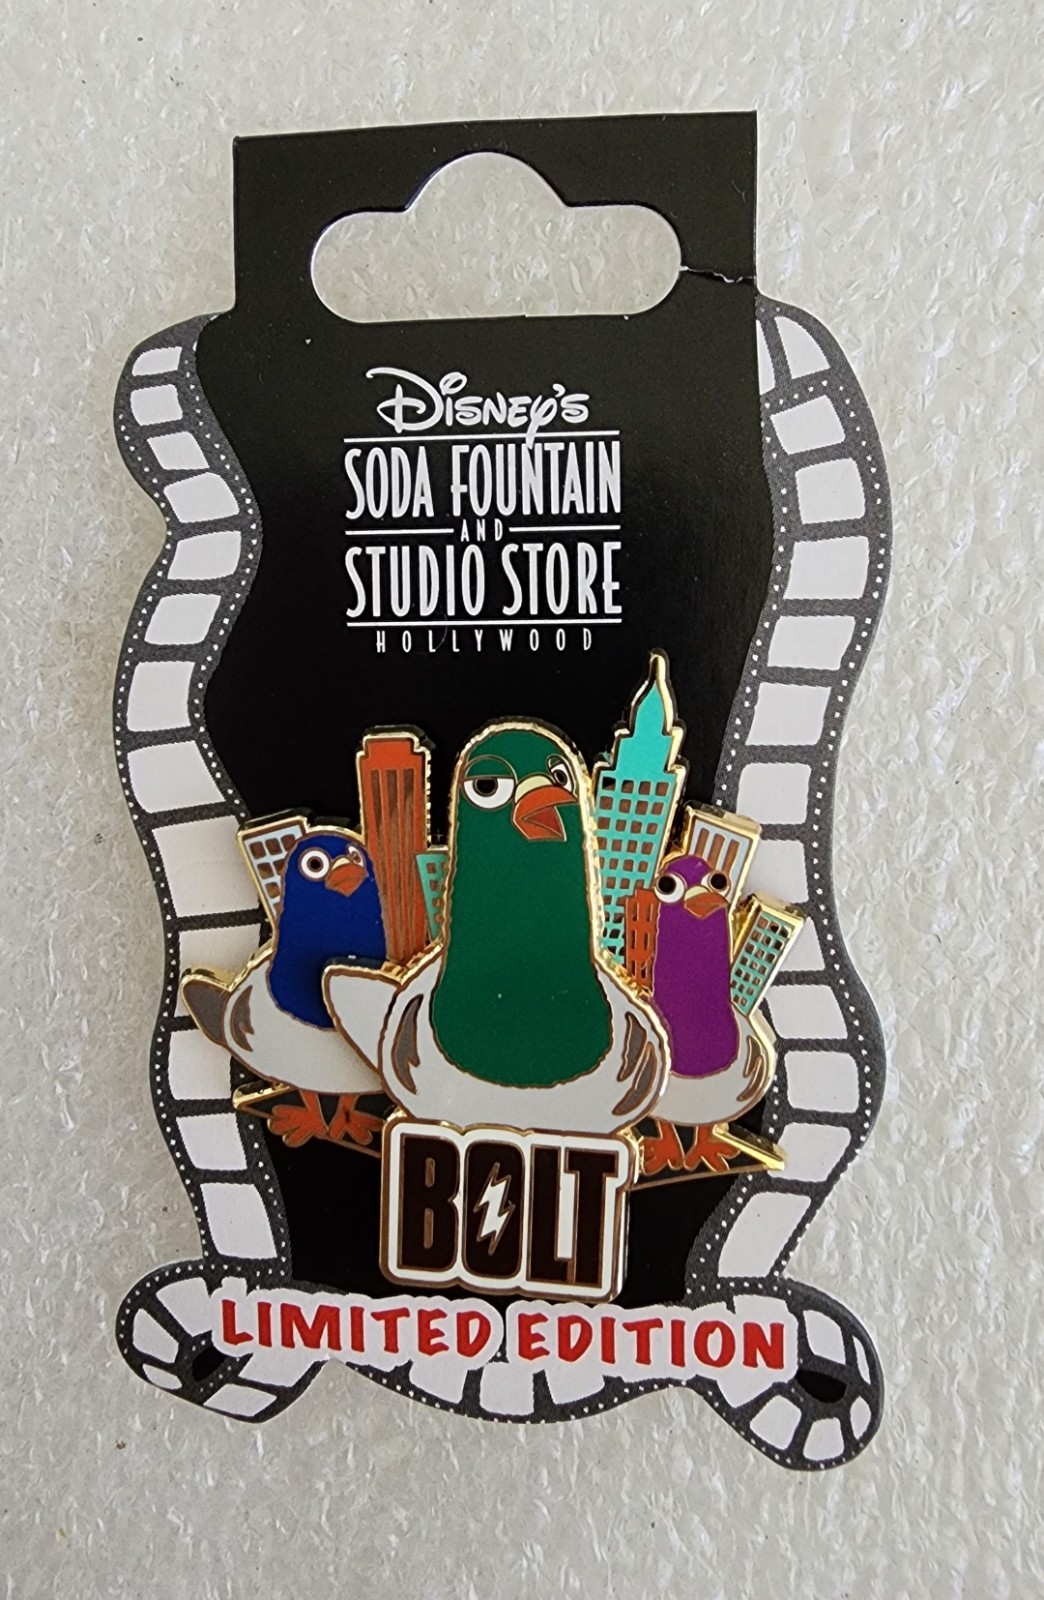 Disney's
SODA FOUNTAIN
AND
STUDIO STORE
HOLLYWOOD
BOLT
LIMITED EDITION